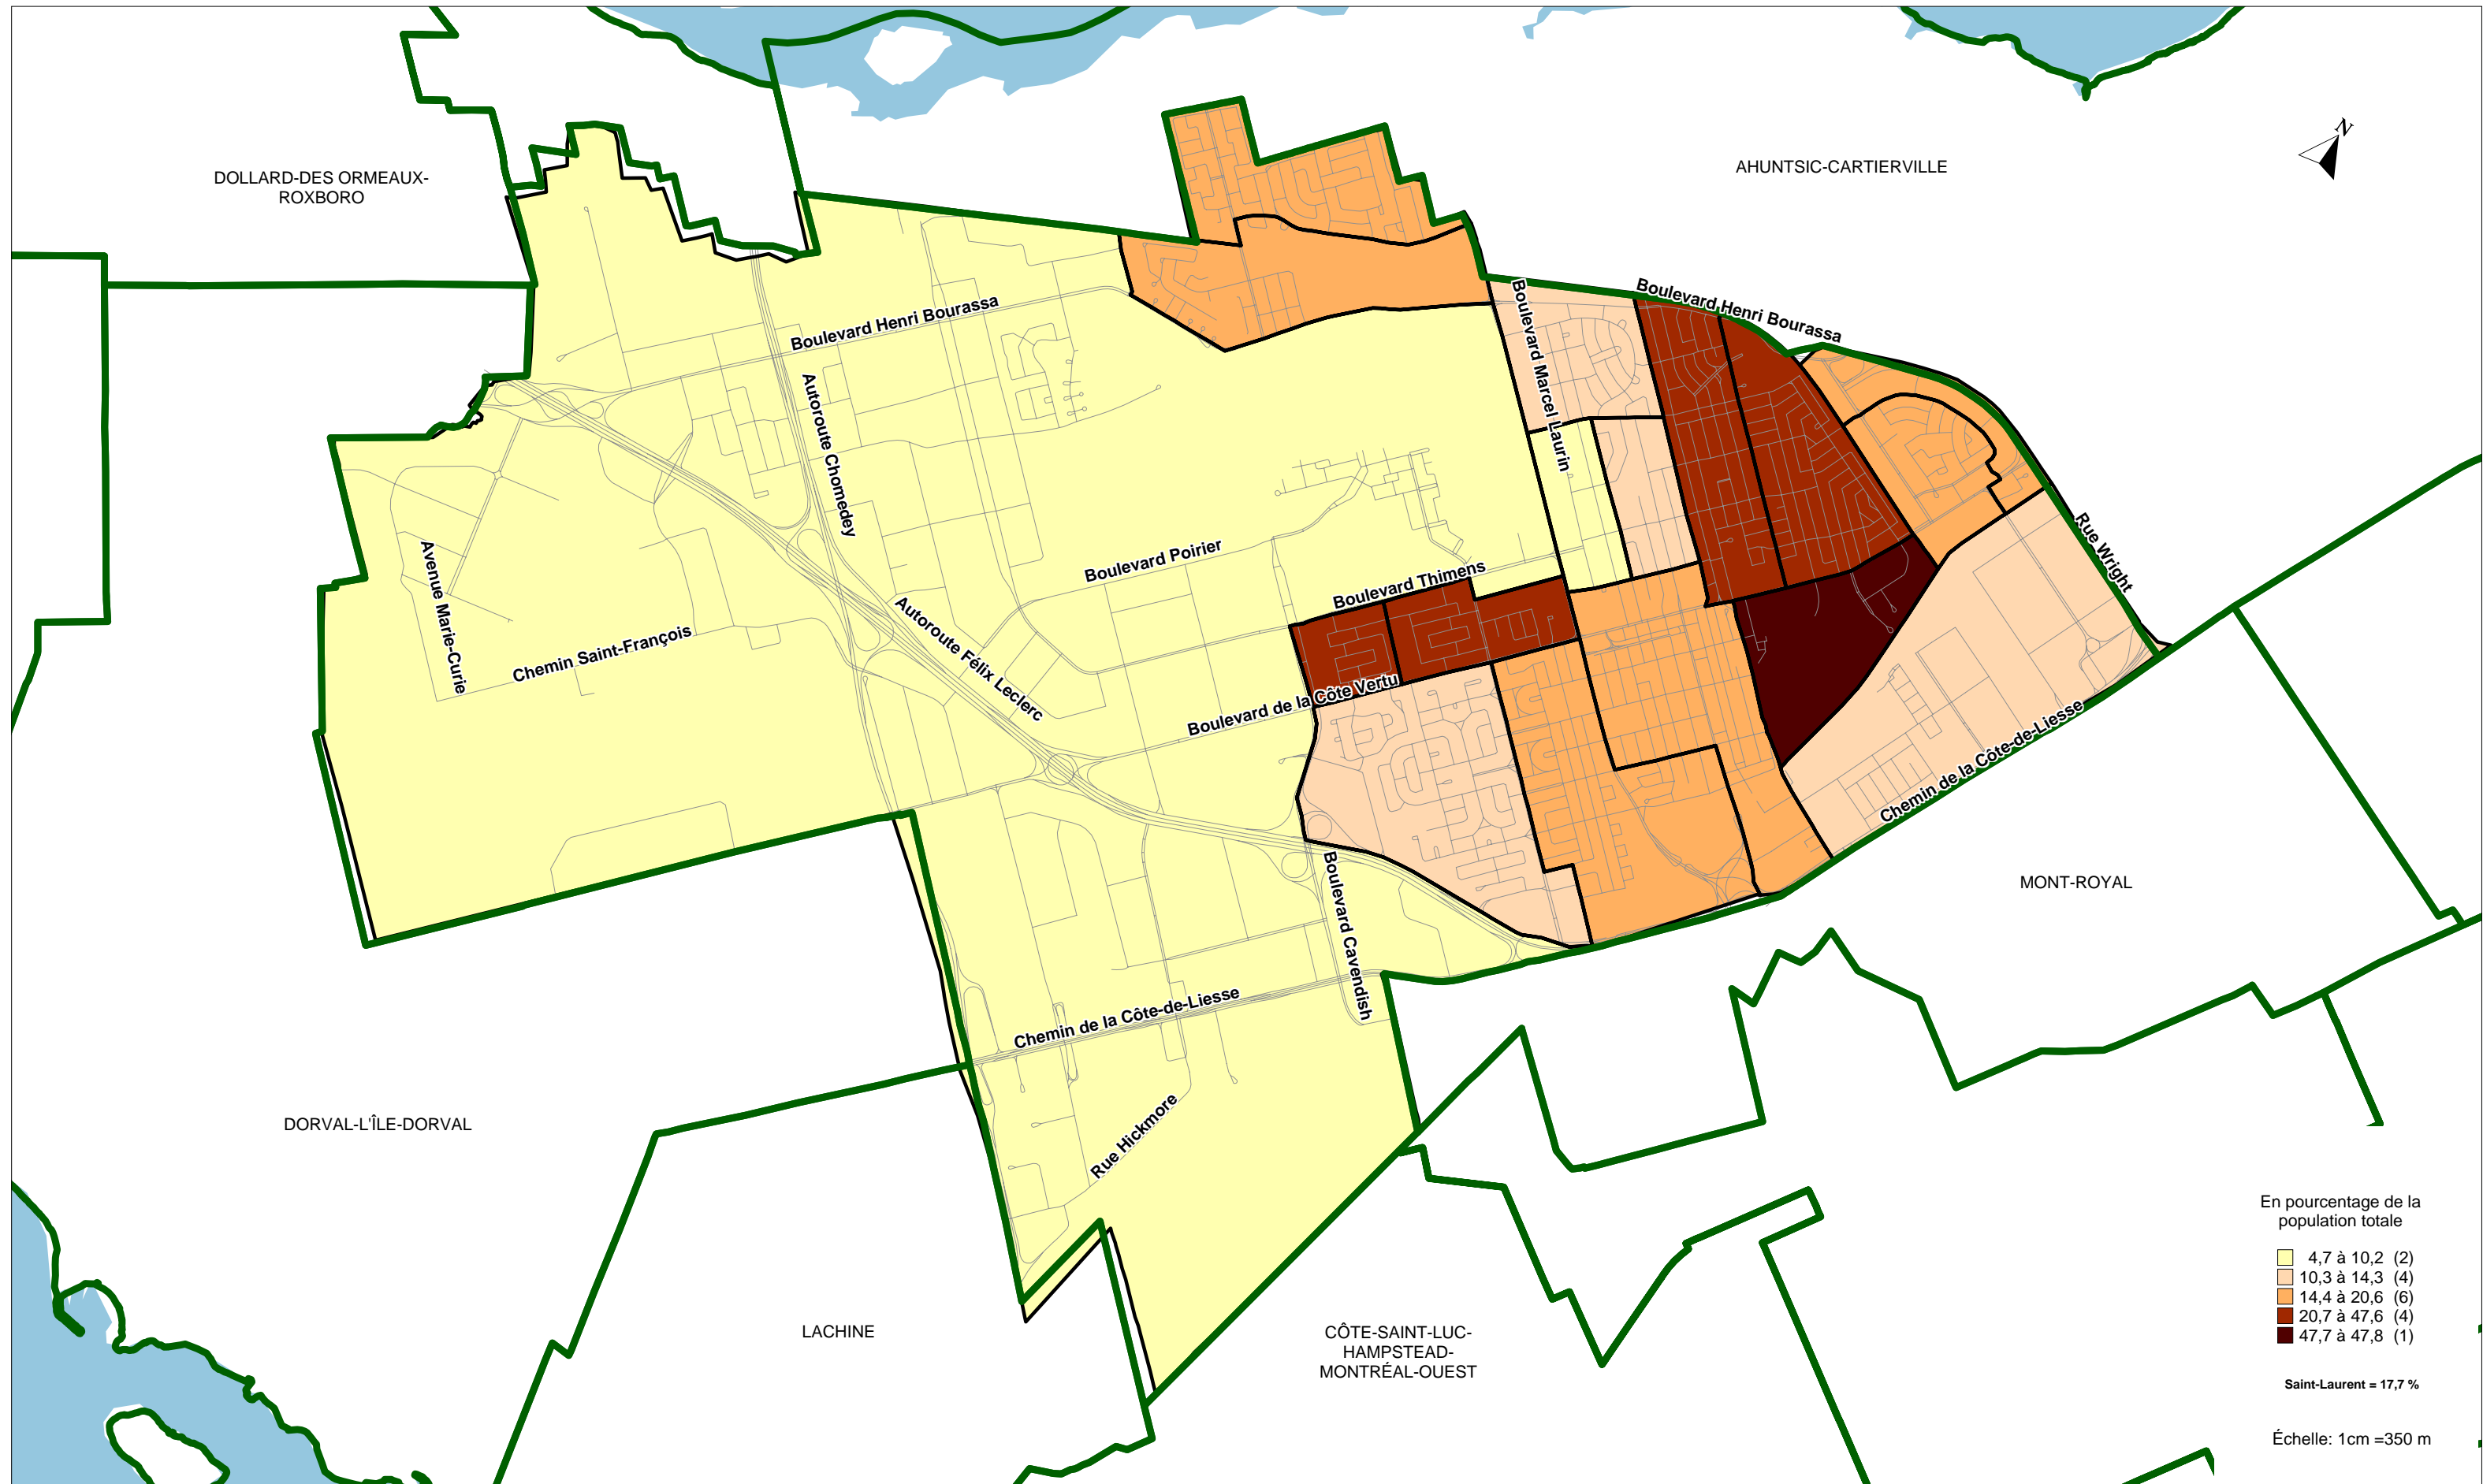 N
DOLLARD-DES ORMEAUX-
ROXBORO
AHUNTSIC-CARTIERVILLE
Boulevard Henri Bourassa
Boulevard Henri Bourassa
Boulevard Marcel Laurin
Autoroute Chomedey
Rue Wright
Avenue Marie-Curie
Boulevard Poirier
Boulevard Thimens
Chemin Saint-François
Autoroute Félix Leclerc
Boulevard de la Côte Vertu
Chemin de la Côte-de-Liesse
Boulevard Cavendish
MONT-ROYAL
Chemin de la Côte-de-Liesse
Rue Hickmore
DORVAL-L'ÎLE-DORVAL
LACHINE
CÔTE-SAINT-LUC-
HAMPSTEAD-
MONTRÉAL-OUEST
En pourcentage de la
population totale
4,7 à 10,2 (2)
10,3 à 14,3 (4)
14,4 à 20,6 (6)
20,7 à 47,6 (4)
47,7 à 47,8 (1)
Saint-Laurent = 17,7 %
Échelle: 1cm =350 m